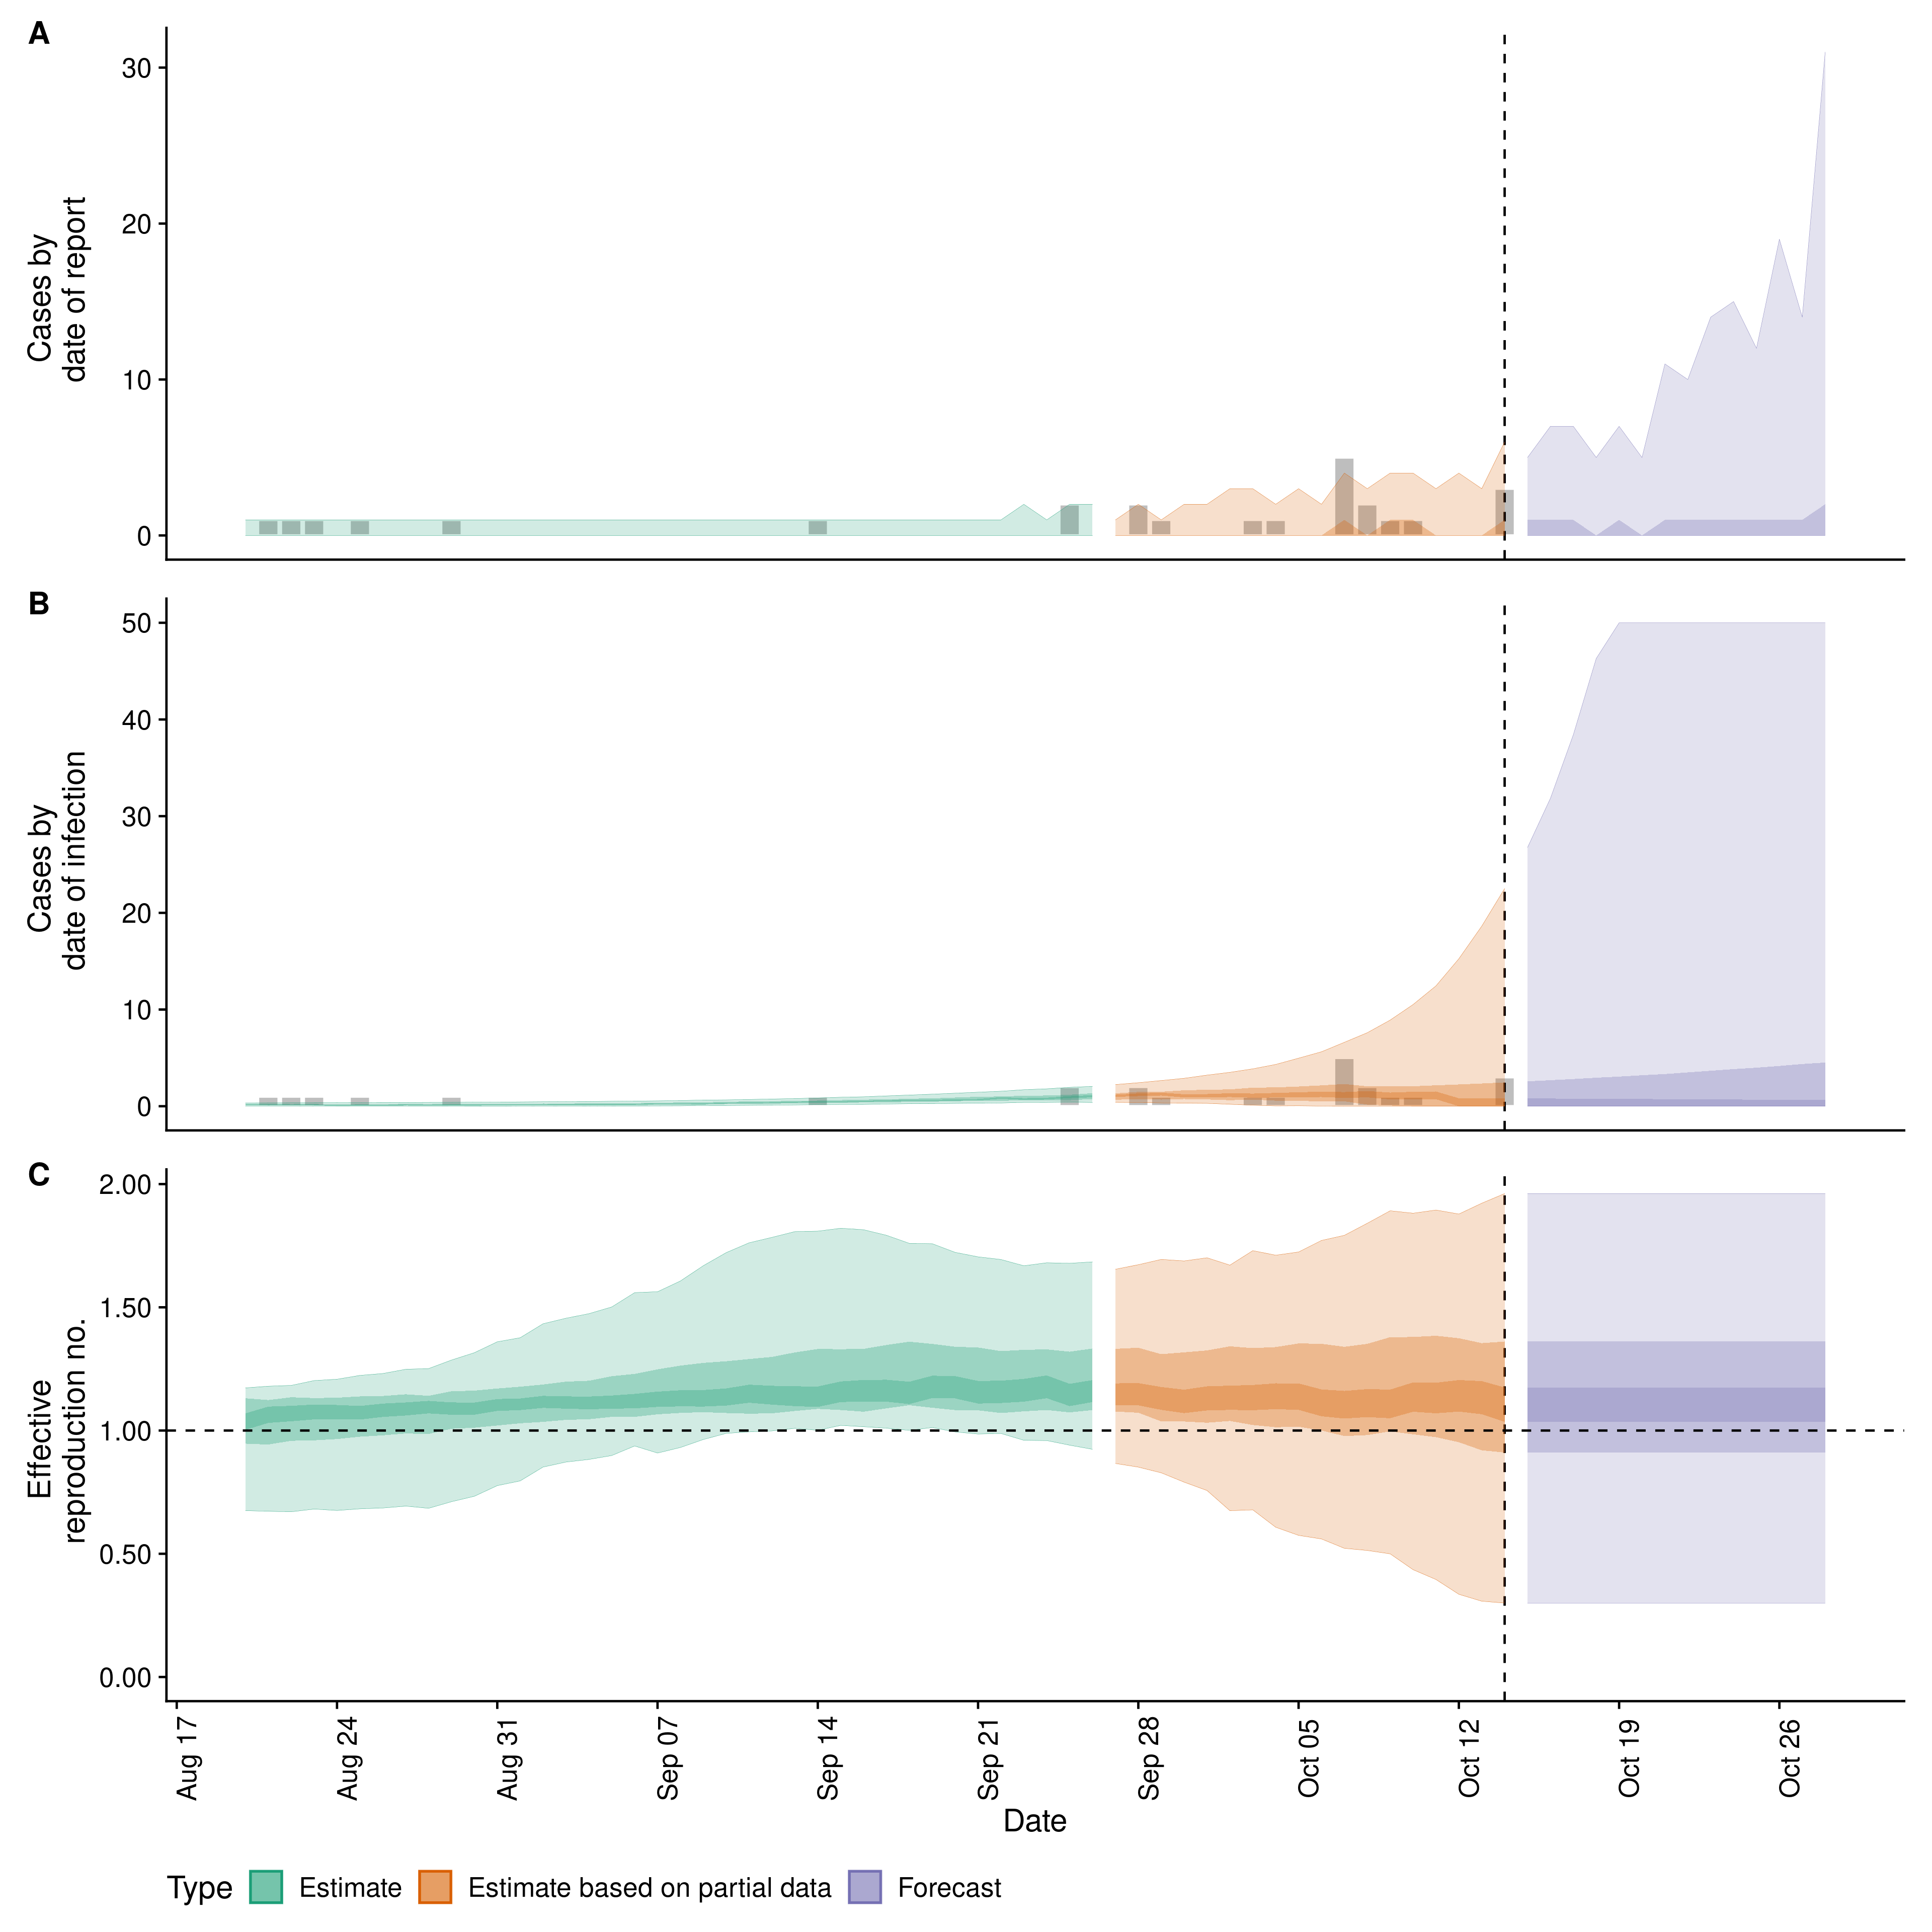 A
30
20
10
0
Cases by
date of report
B
50
40
30
20
10
0
Cases by
date of infection
C
2.00
1.50
1.00
0.50
0.00
Effective
reproduction no.
Aug 17
Aug 24
Aug 31
Sep 07
Sep 14
Sep 21
Sep 28
Oct 05
Oct 12
Oct 19
Oct 26
Date
Type Estimate Estimate based on partial data Forecast